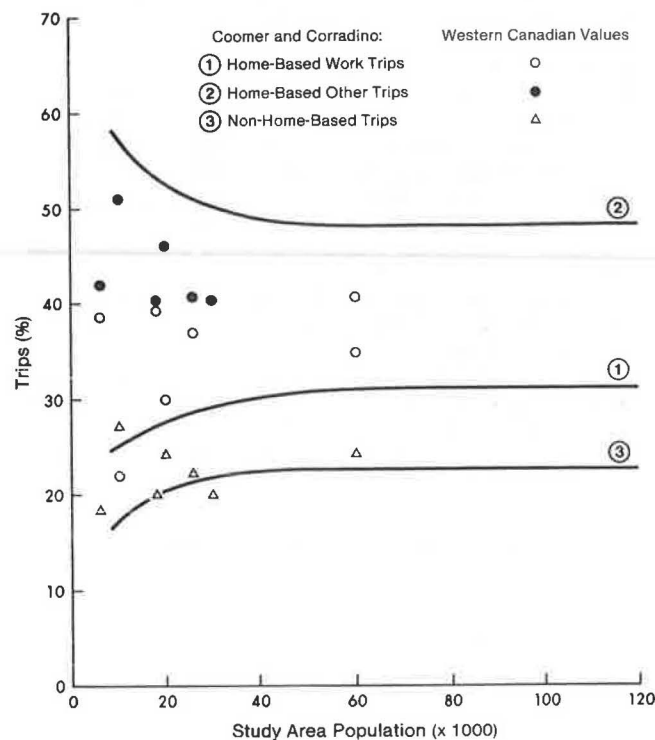 Coomer and Corradino: Western Canadian Values
① Home-Based Work Trips
② Home-Based Other Trips
③ Non-Home-Based Trips
70
60
50
40
30
20
10
0
Trips (%)
②
①
③
0 20 40 60 80 100 120
Study Area Population (x 1000)